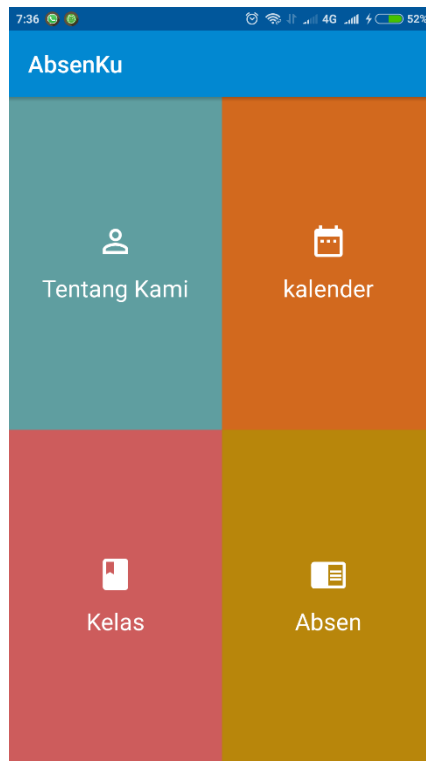 7:36 4G 52%
AbsenKu
Tentang Kami
kalender
Kelas
Absen